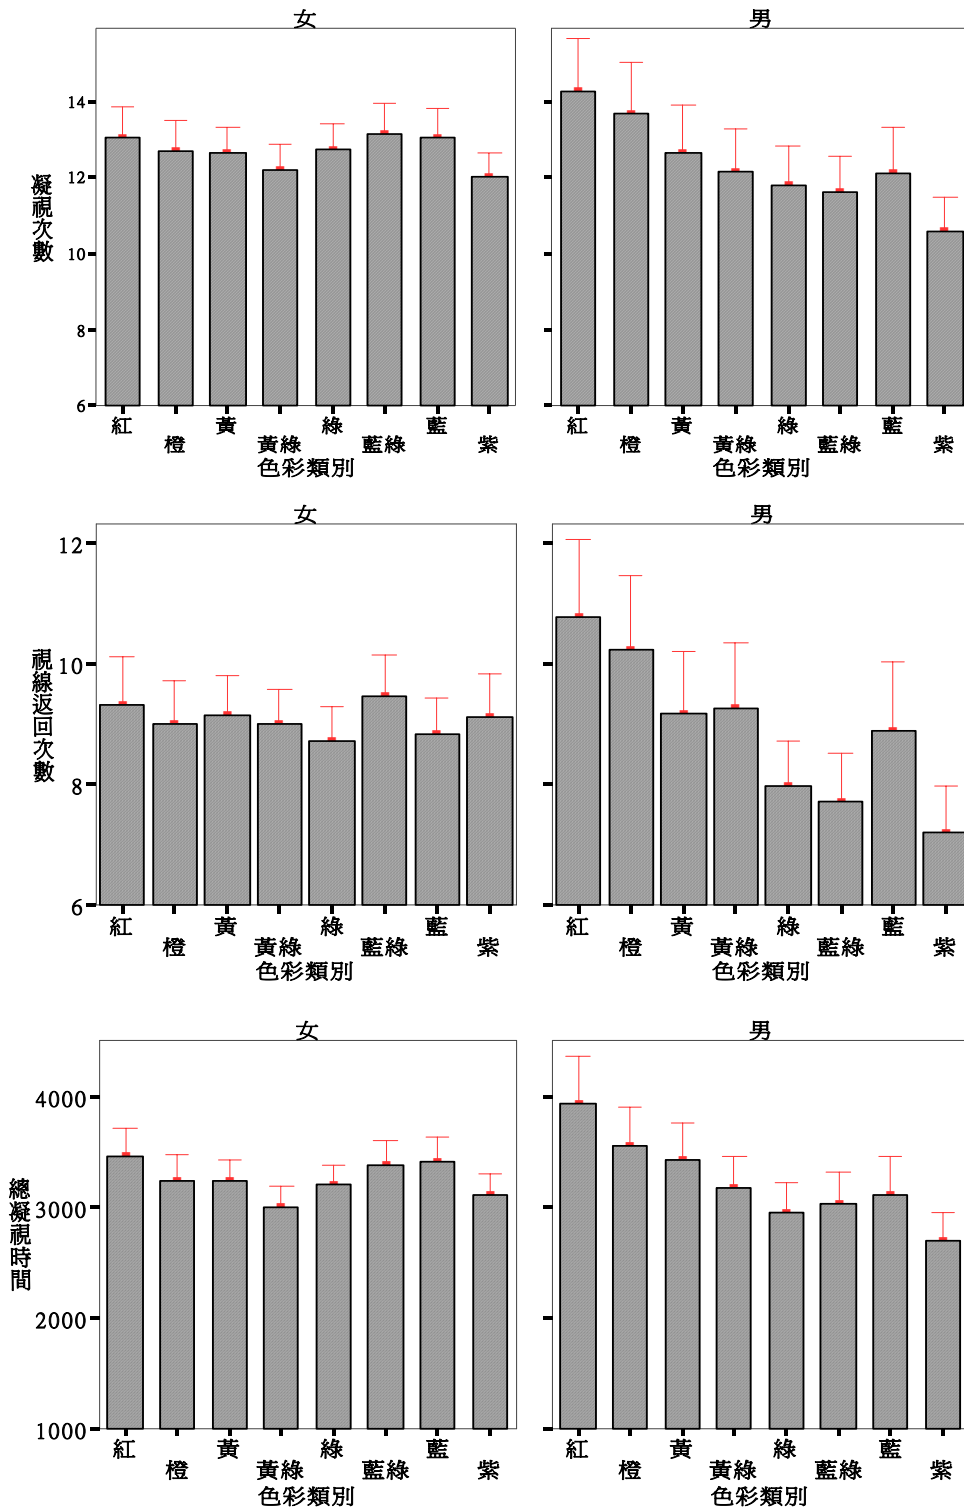 女
男
凝視次數
14
12
10
8
6
紅
橙
黃
黃綠
綠
藍綠
藍
紫
色彩類別
紅
橙
黃
黃綠
綠
藍綠
藍
紫
色彩類別
女
男
視線返回次數
12
10
8
6
紅
橙
黃
黃綠
綠
藍綠
藍
紫
色彩類別
紅
橙
黃
黃綠
綠
藍綠
藍
紫
色彩類別
女
男
總凝視時間
4000
3000
2000
1000
紅
橙
黃
黃綠
綠
藍綠
藍
紫
色彩類別
紅
橙
黃
黃綠
綠
藍綠
藍
紫
色彩類別